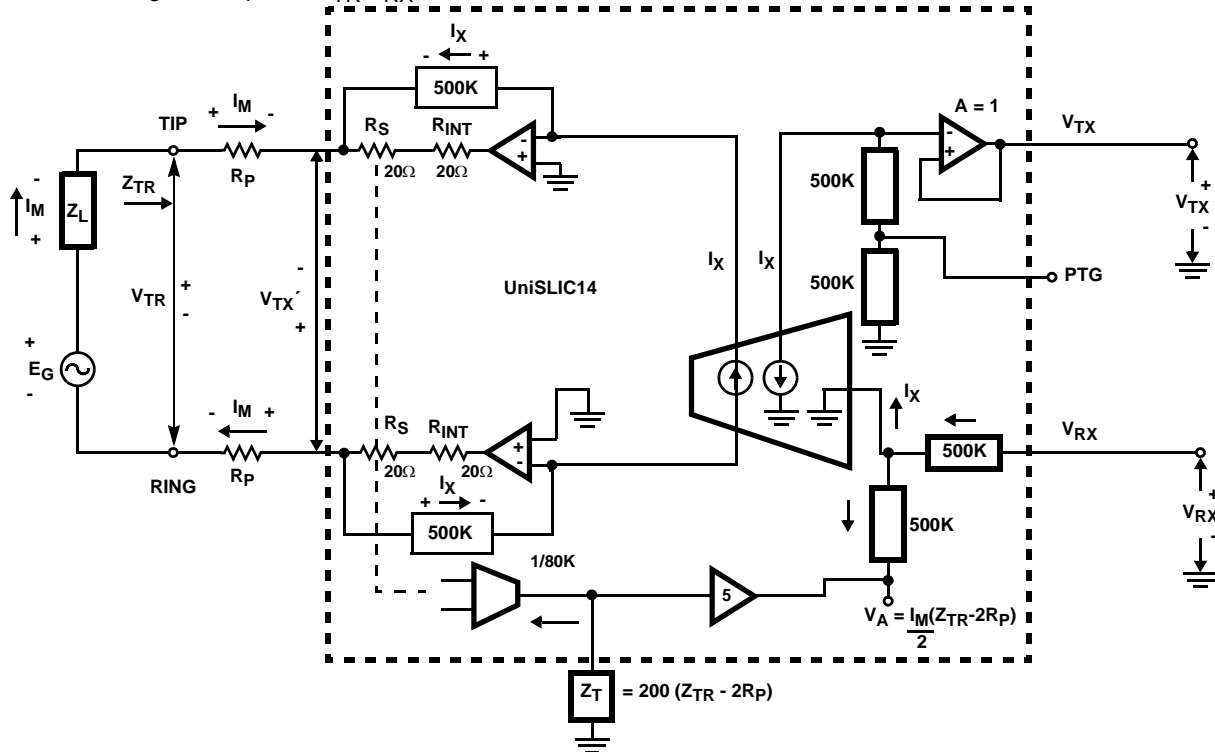 I_X
- +
500K
A = 1
+ I_M -
TIP
R_S
R_INT
-
+
-
+
V_TX
Z_TR
R_P
20Ω
20Ω
500K
-
I_M
+
Z_L
+
V_TX
-
V_TR
+
-
-
V_TX´
+
I_X
I_X
UniSLIC14
500K
PTG
+
E_G
-
- I_M +
R_S
R_INT
+
-
I_X
V_RX
20Ω
20Ω
500K
R_P
RING
I_X
+ -
500K
500K
+
V_RX
-
1/80K
5
V_A = I_M(Z_TR-2R_P)
2
Z_T
= 200 (Z_TR - 2R_P)